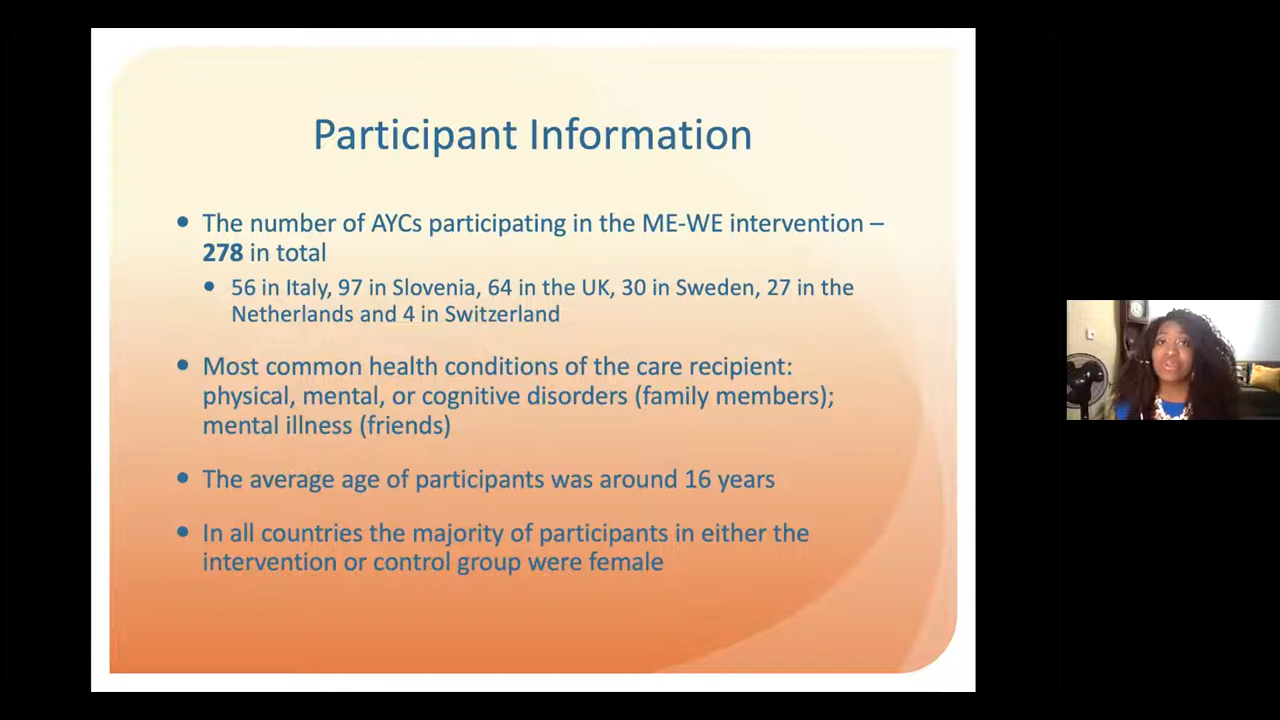 Participant Information
• The number of AYCs participating in the ME-WE intervention –
278 in total
• 56 in Italy, 97 in Slovenia, 64 in the UK, 30 in Sweden, 27 in the
Netherlands and 4 in Switzerland
• Most common health conditions of the care recipient:
physical, mental, or cognitive disorders (family members);
mental illness (friends)
• The average age of participants was around 16 years
• In all countries the majority of participants in either the
intervention or control group were female